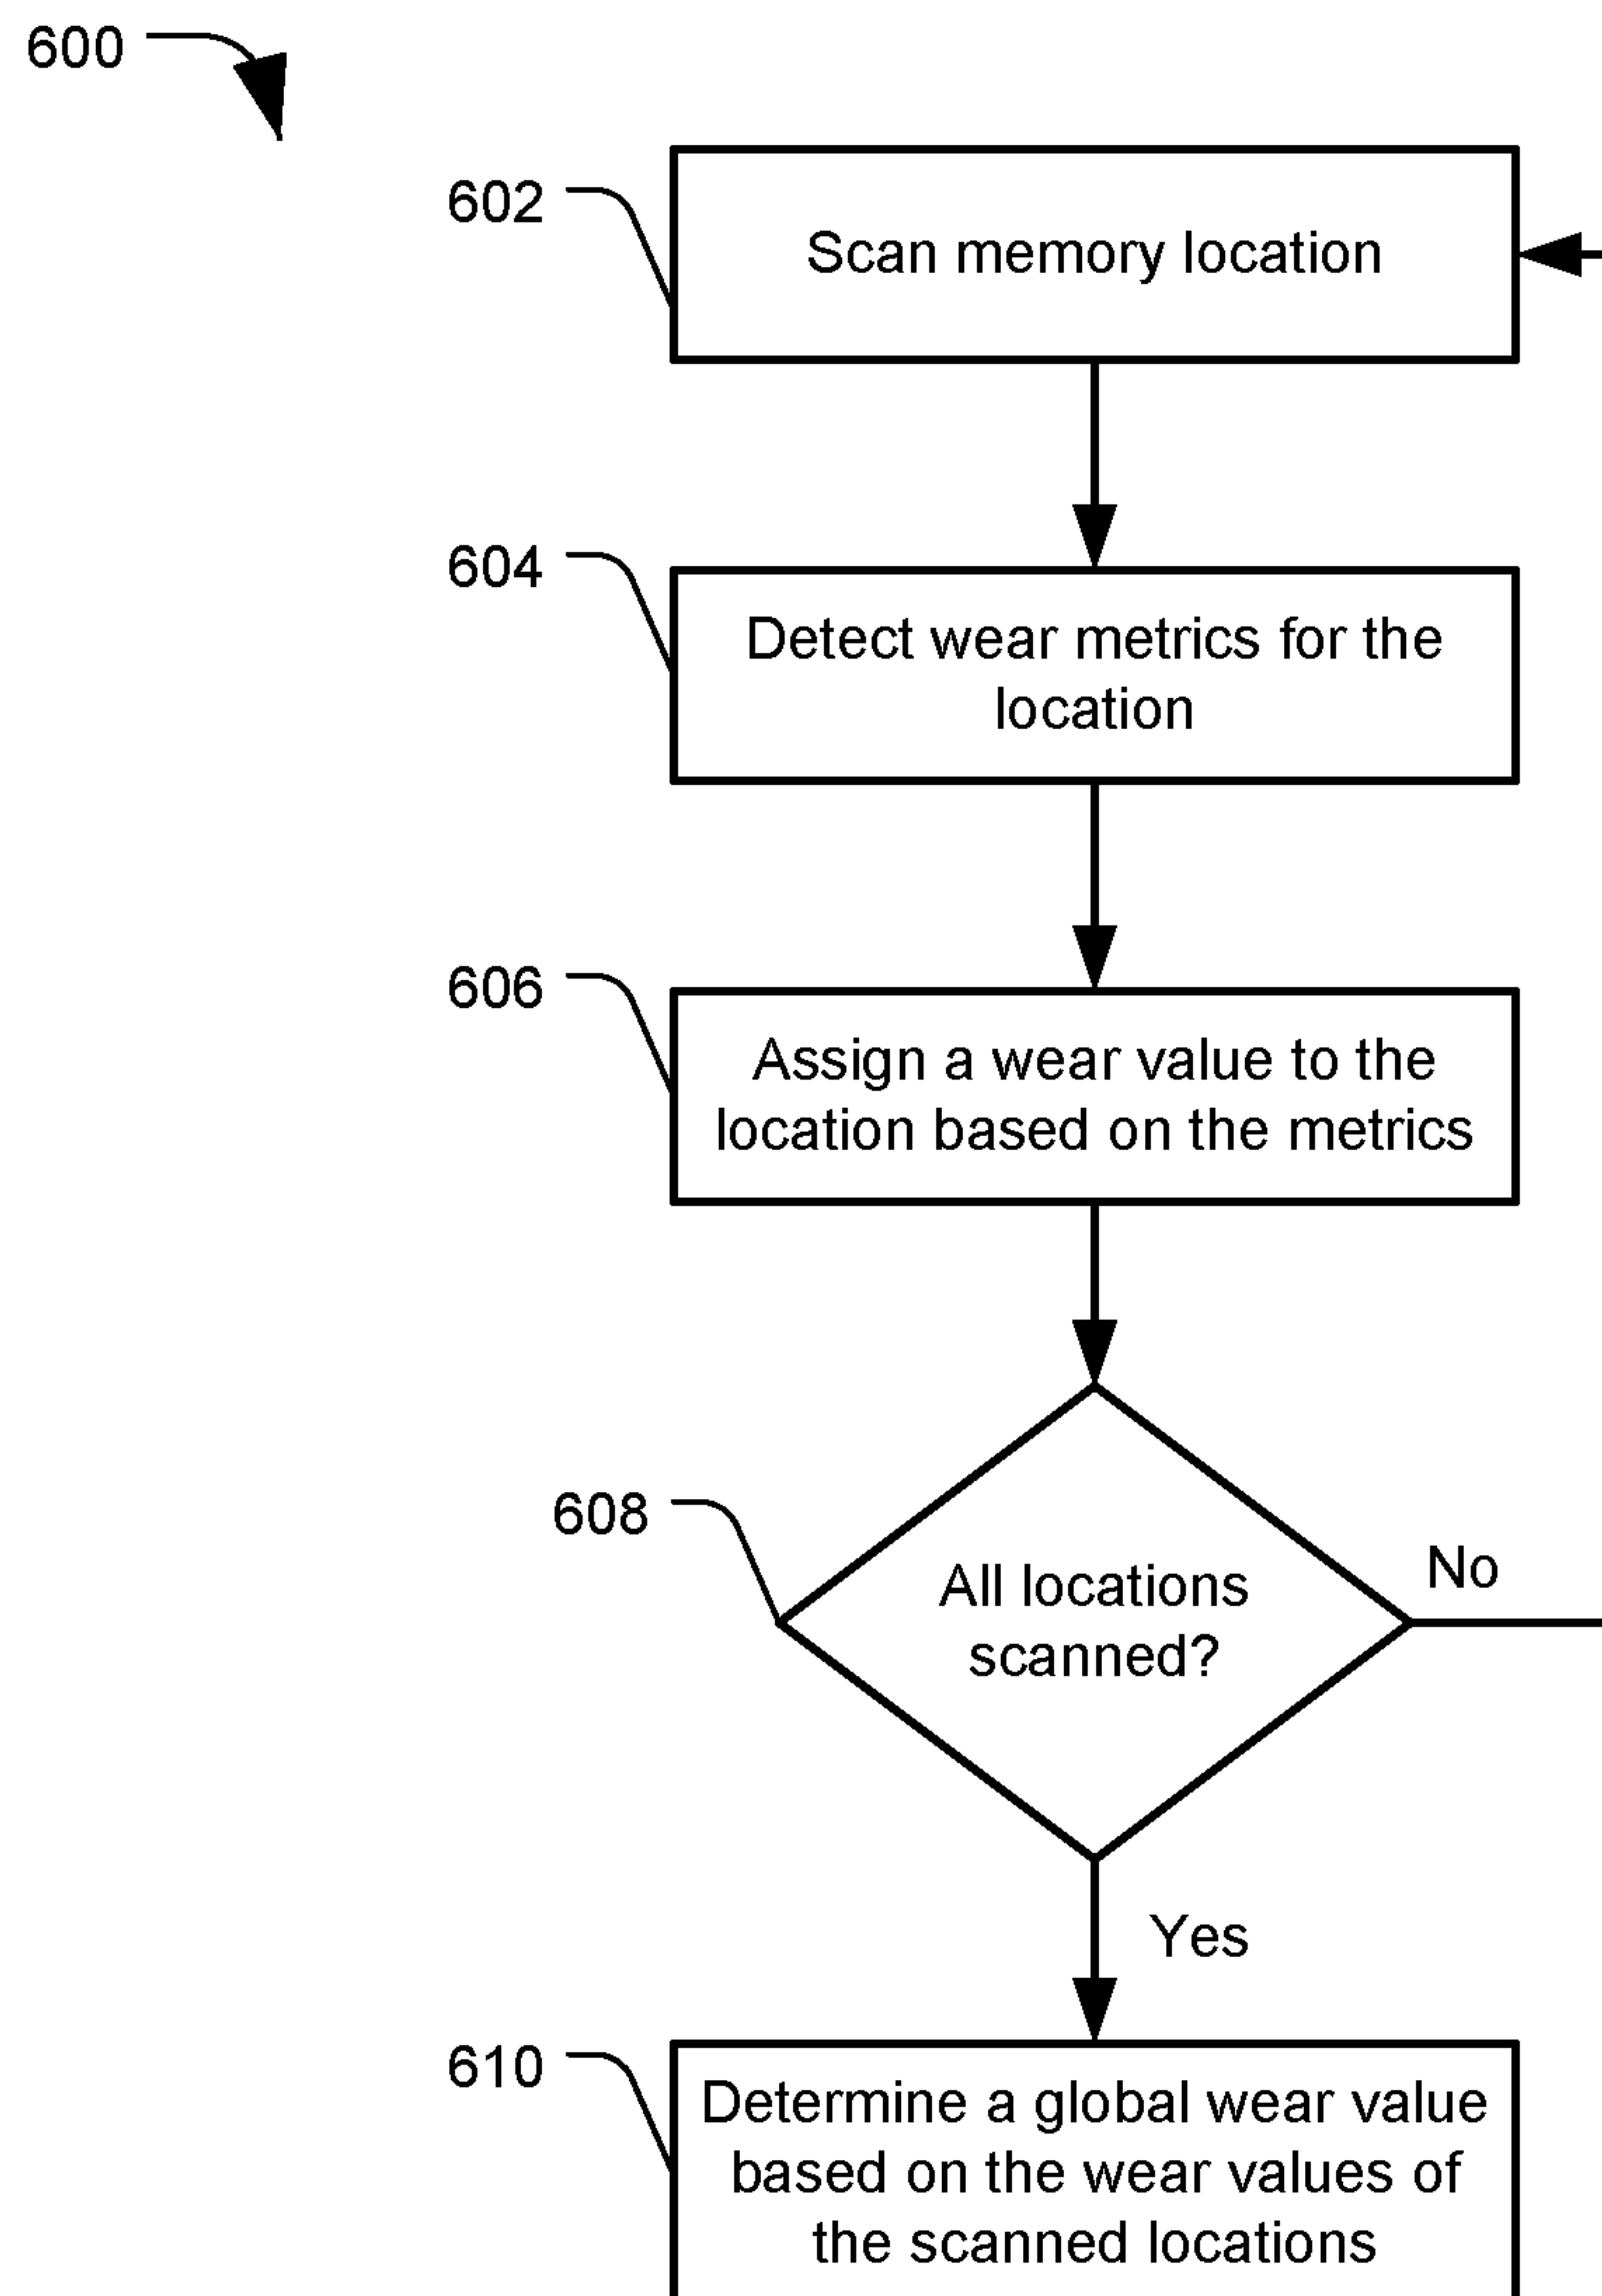 600
602
Scan memory location
604
Detect wear metrics for the
location
606
Assign a wear value to the
location based on the metrics
608
All locations
scanned?
No
Yes
610
Determine a global wear value
based on the wear values of
the scanned locations